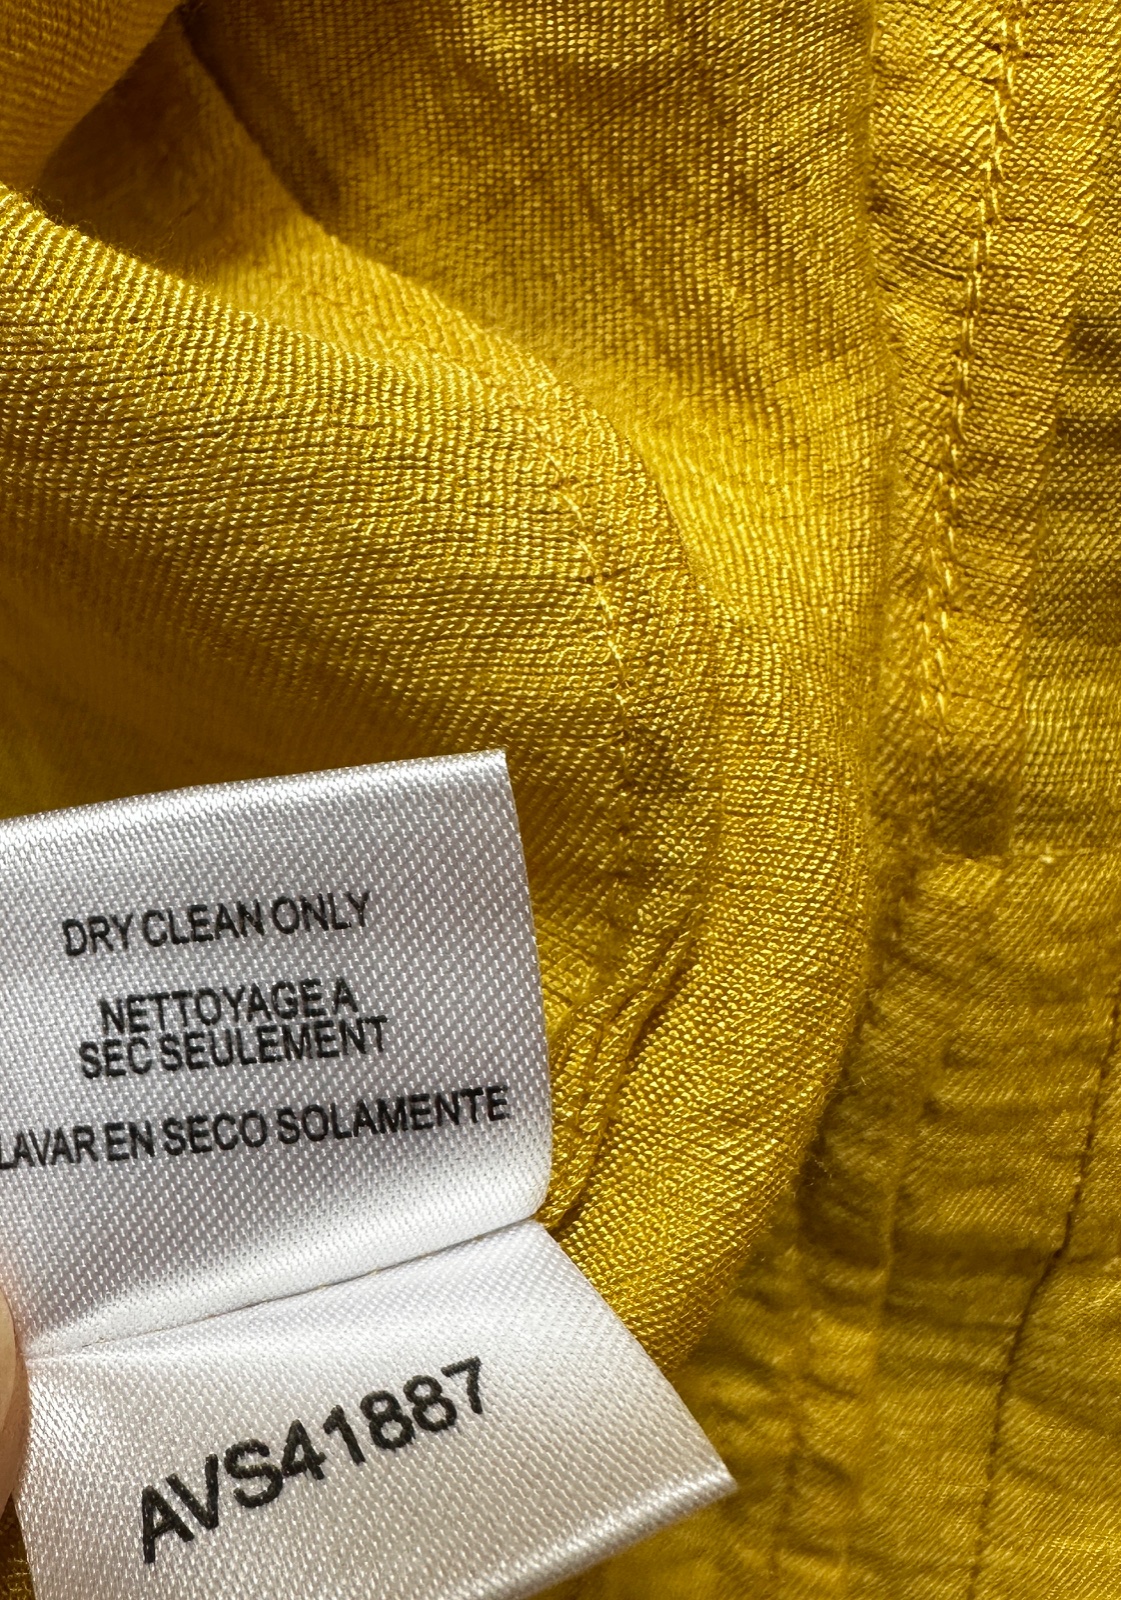 DRY CLEAN ONLY
NETTOYAGE A
SEC SEULEMENT
LAVAR EN SECO SOLAMENTE
AVS41887